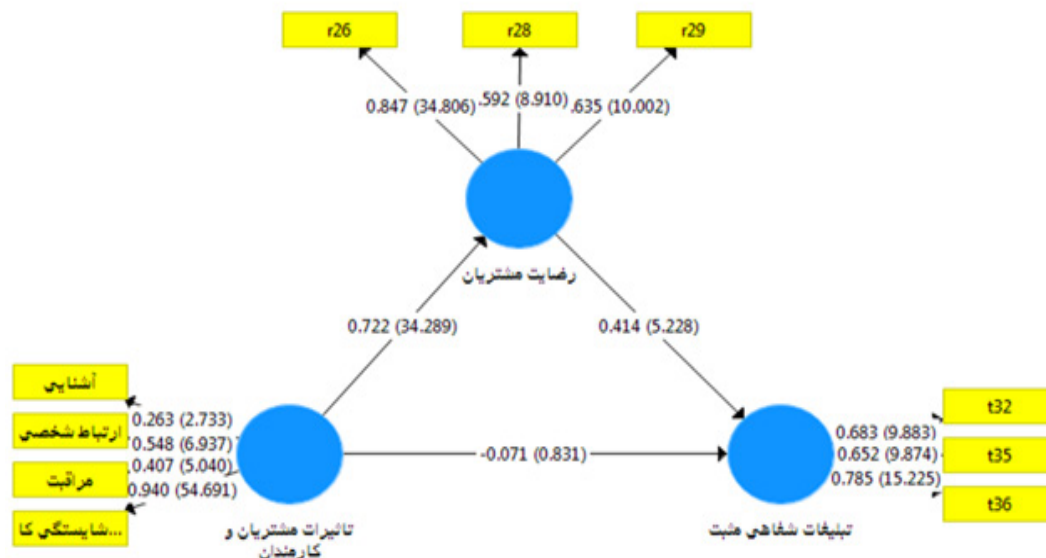 r26
r28
r29
0.847 (34.806)
.592 (8.910)
.635 (10.002)
رضایت مشتریان
0.722 (34.289)
0.414 (5.228)
آشنایی
ارتباط شخصی
مراقبت
شایستگی کا...
0.263 (2.733)
0.548 (6.937)
0.407 (5.040)
0.940 (54.691)
تاثیرات مشتریان و
کارمندان
-0.071 (0.831)
تبلیغات شفاهی مثبت
0.683 (9.883)
0.652 (9.874)
0.785 (15.225)
t32
t35
t36